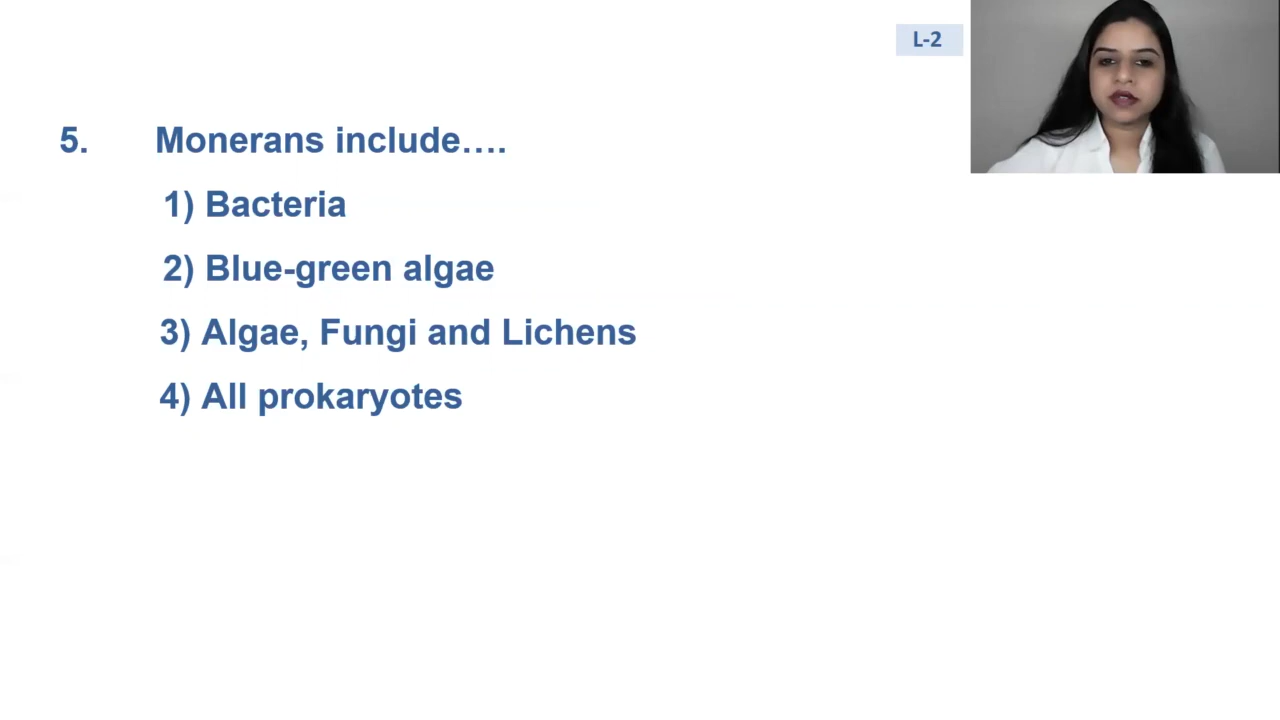 L-2
5. Monerans include….
1) Bacteria
2) Blue-green algae
3) Algae, Fungi and Lichens
4) All prokaryotes